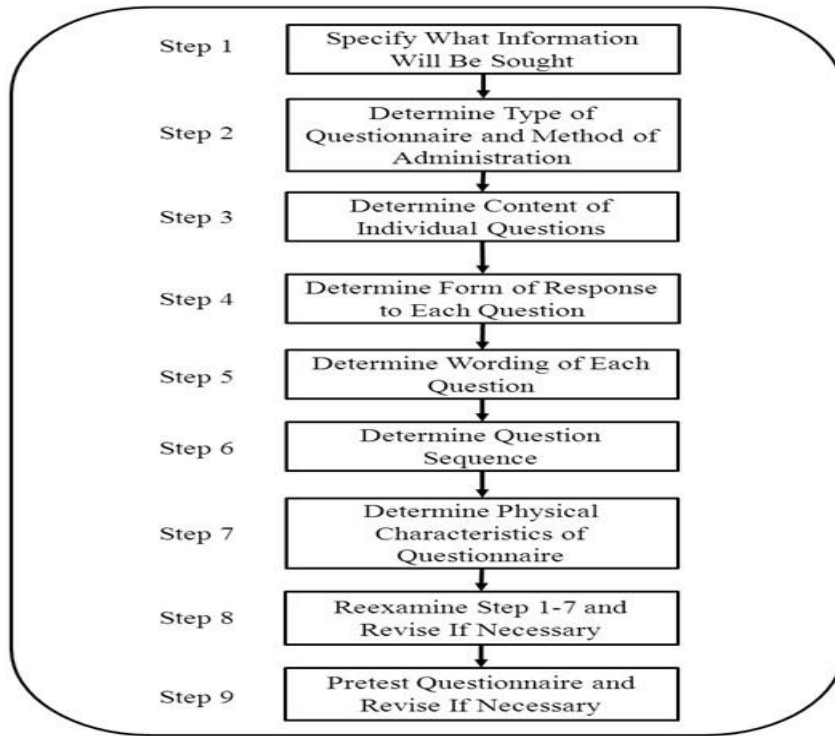 Step 1
Specify What Information
Will Be Sought
Step 2
Determine Type of
Questionnaire and Method of
Administration
Step 3
Determine Content of
Individual Questions
Step 4
Determine Form of Response
to Each Question
Step 5
Determine Wording of Each
Question
Step 6
Determine Question
Sequence
Step 7
Determine Physical
Characteristics of
Questionnaire
Step 8
Reexamine Step 1-7 and
Revise If Necessary
Step 9
Pretest Questionnaire and
Revise If Necessary